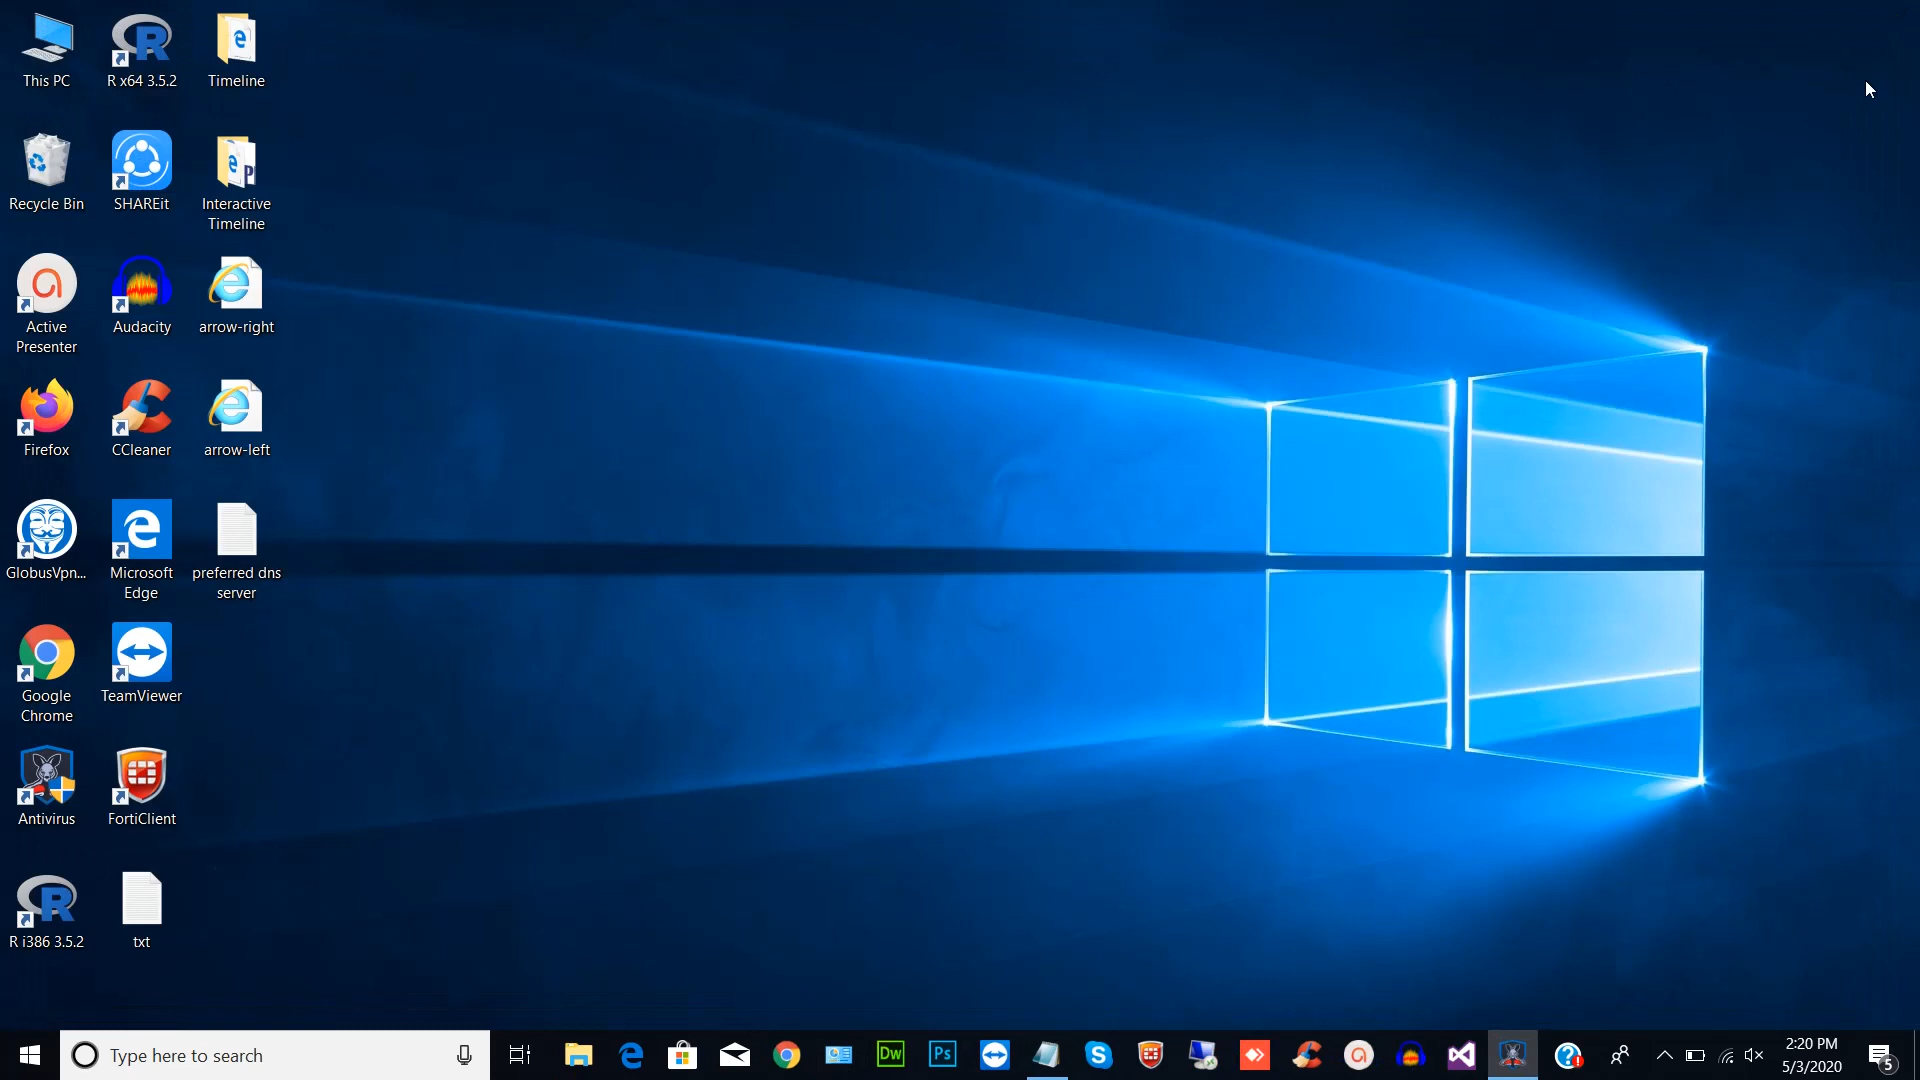 This PC
R x64 3.5.2
Timeline
Recycle Bin
SHAREit
Interactive
Timeline
Active
Presenter
Audacity
arrow-right
Firefox
CCleaner
arrow-left
GlobusVpn...
Microsoft
Edge
preferred dns
server
Google
Chrome
TeamViewer
Antivirus
FortiClient
R i386 3.5.2
txt
Type here to search
Dw
Ps
2:20 PM
5/3/2020
5